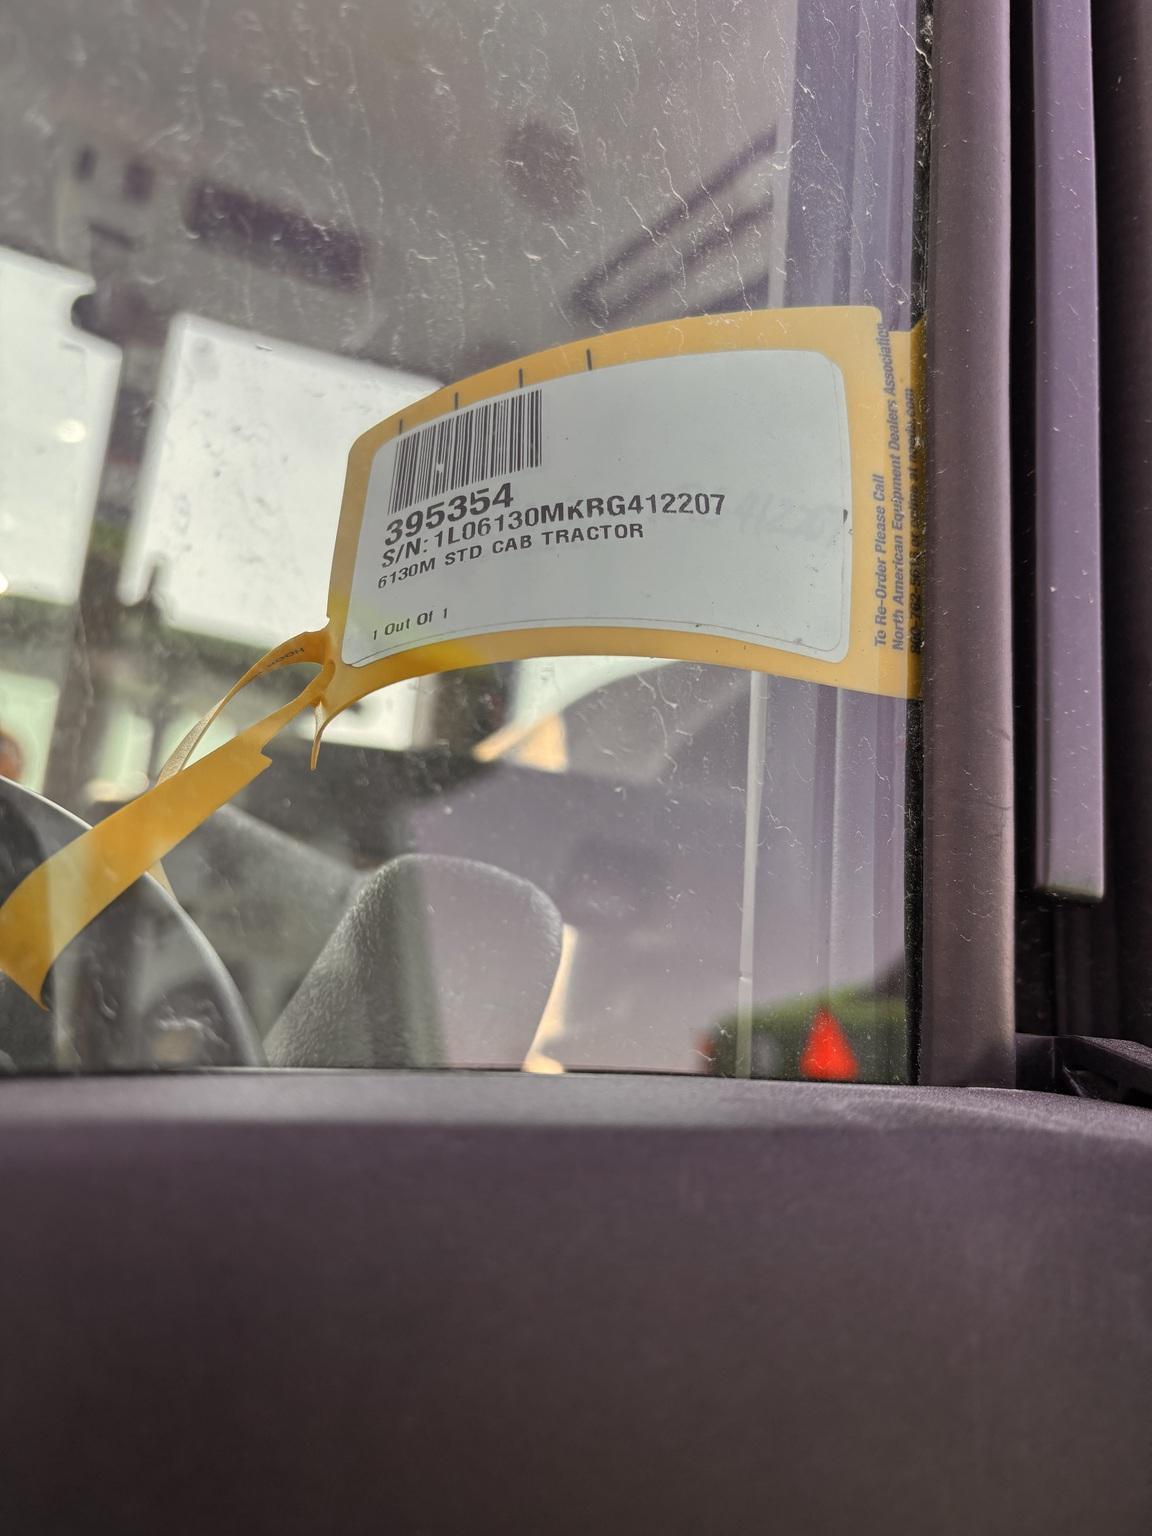 395354
S/N: 1L06130MKRG412207
6130M STD CAB TRACTOR
1 Out Of 1
To Re-Order Please Call
North American Equipment Dealers Association
HOOK